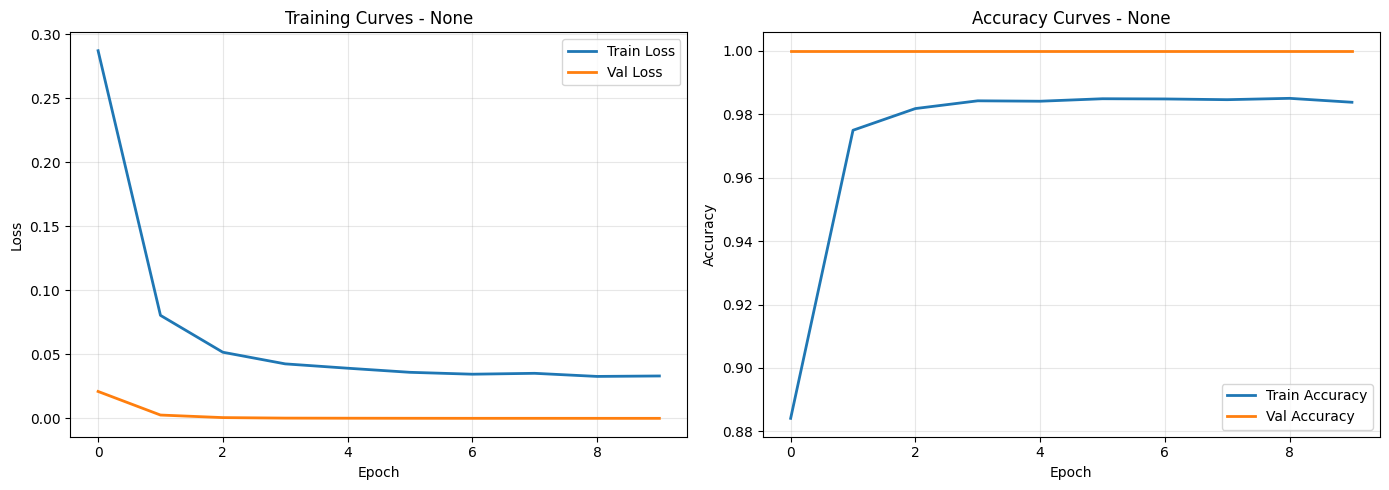 Training Curves - None
0.30
0.25
0.20
0.15
0.10
0.05
0.00
Loss
0
2
4
6
8
Epoch
Train Loss
Val Loss
Accuracy Curves - None
1.00
0.98
0.96
0.94
0.92
0.90
0.88
Accuracy
0
2
4
6
8
Epoch
Train Accuracy
Val Accuracy